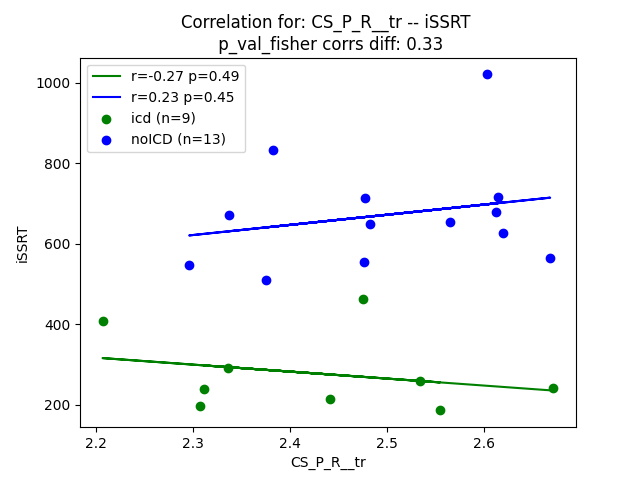 Correlation for: CS_P_R__tr -- iSSRT
p_val_fisher corrs diff: 0.33
r=-0.27 p=0.49
r=0.23 p=0.45
icd (n=9)
noICD (n=13)
iSSRT
1000
800
600
400
200
2.2
2.3
2.4
2.5
2.6
CS_P_R__tr